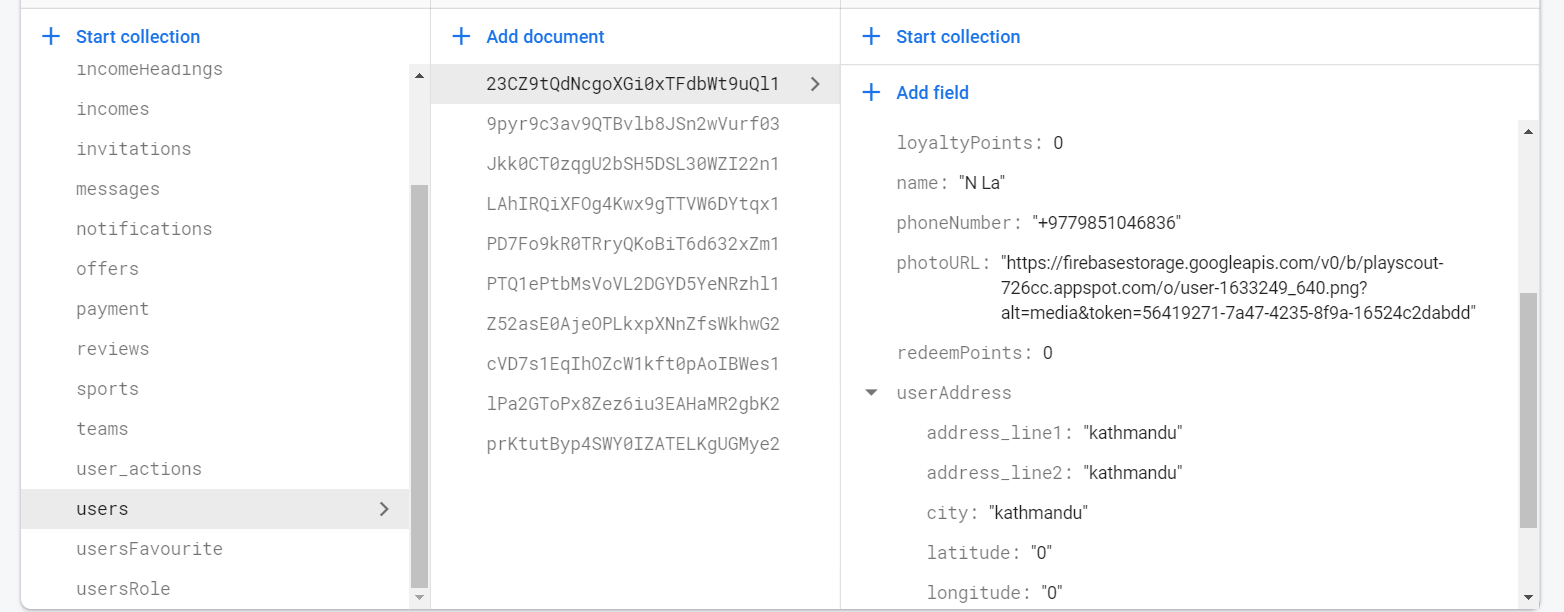 Start collection
incomeHeadings
incomes
invitations
messages
notifications
offers
payment
reviews
sports
teams
user_actions
users
usersFavourite
usersRole
Add document
23CZ9tQdNcgoXGi0xTFdbWt9uQl1
9pyr9c3av9QTBvlb8JSn2wVurf03
Jkk0CT0zqgU2bSH5DSL30WZI22n1
LAhIRQiXFOg4Kwx9gTTVW6DYtqx1
PD7Fo9kR0TRryQKoBiT6d632xZm1
PTQ1ePtbMsVoVL2DGYD5YeNRzhl1
Z52asE0AjeOPLkxpXNnZfsWkhwG2
cVD7s1EqIhOZcW1kft0pAoIBWes1
lPa2GToPx8Zez6iu3EAHaMR2gbK2
prKtutByp4SWY0IZATELKgUGMye2
Start collection
Add field
loyaltyPoints: 0
name: "N La"
phoneNumber: "+9779851046836"
photoURL: "https://firebasestorage.googleapis.com/v0/b/playscout-
726cc.appspot.com/o/user-1633249_640.png?
alt=media&token=56419271-7a47-4235-8f9a-16524c2dabdd"
redeemPoints: 0
userAddress
address_line1: "kathmandu"
address_line2: "kathmandu"
city: "kathmandu"
latitude: "0"
longitude: "0"